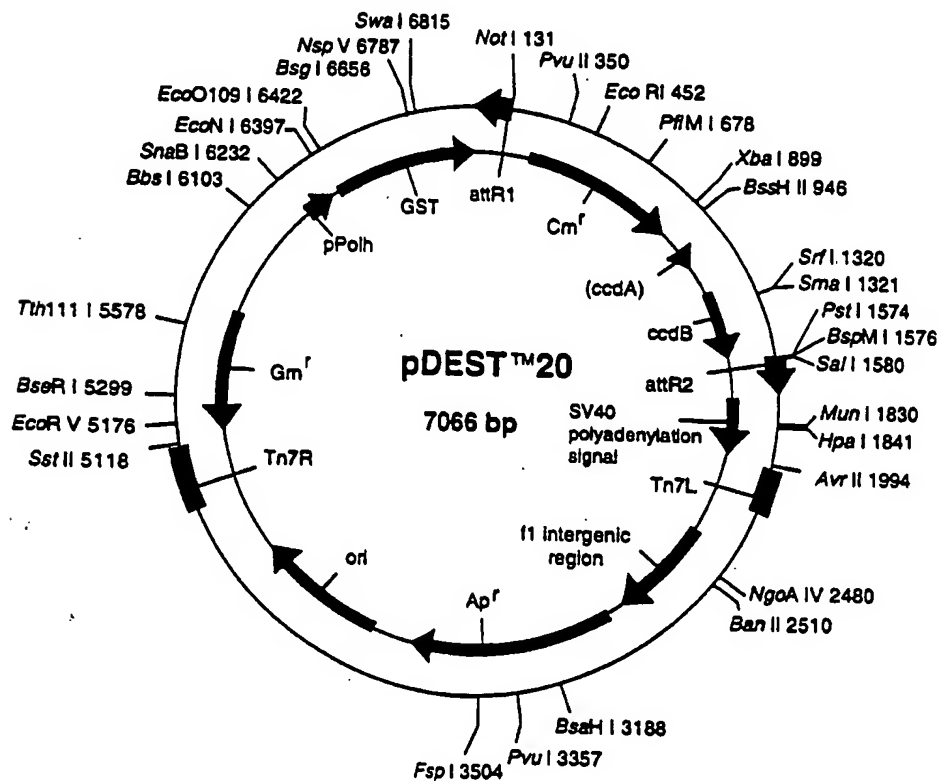 Swa I 6815
Nsp V 6787
Bsg I 6656
EcoO109 I 6422
EcoN I 6397
SnaB I 6232
Bbs I 6103
Tth111 I 5578
BseR I 5299
EcoR V 5176
Sst II 5118
Not I 131
Pvu II 350
Eco RI 452
PflM I 678
Xba I 899
BssH II 946
Srf I 1320
Sma I 1321
Pst I 1574
BspM I 1576
Sal I 1580
Mun I 1830
Hpa I 1841
Avr II 1994
NgoA IV 2480
Ban II 2510
BsaH I 3188
Pvu I 3357
Fsp I 3504
attR1
GST
pPolh
Cmʳ
(ccdA)
ccdB
attR2
SV40
polyadenylation
signal
Tn7L
f1 intergenic
region
Apʳ
ori
Tn7R
Gmʳ
pDEST™20
7066 bp